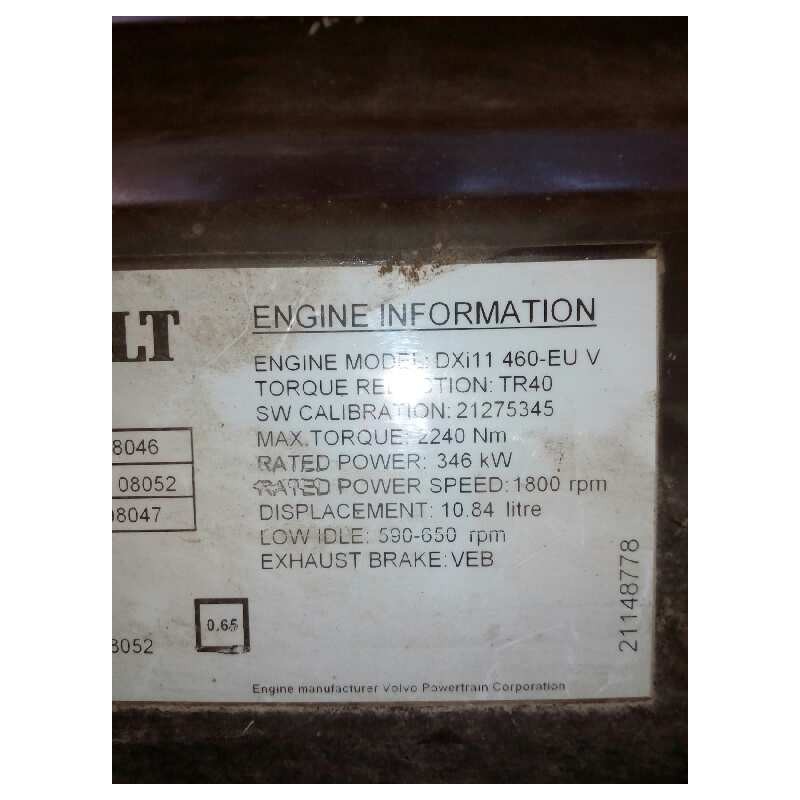 LT
ENGINE INFORMATION
ENGINE MODEL: DXi11 460-EU V
TORQUE REDUCTION: TR40
SW CALIBRATION: 21275345
MAX.TORQUE: 2240 Nm
RATED POWER: 346 kW
RATED POWER SPEED: 1800 rpm
DISPLACEMENT: 10.84 litre
LOW IDLE: 590-650 rpm
EXHAUST BRAKE: VEB
8046
08052
08047
0.65
8052
21148778
Engine manufacturer Volvo Powertrain Corporation